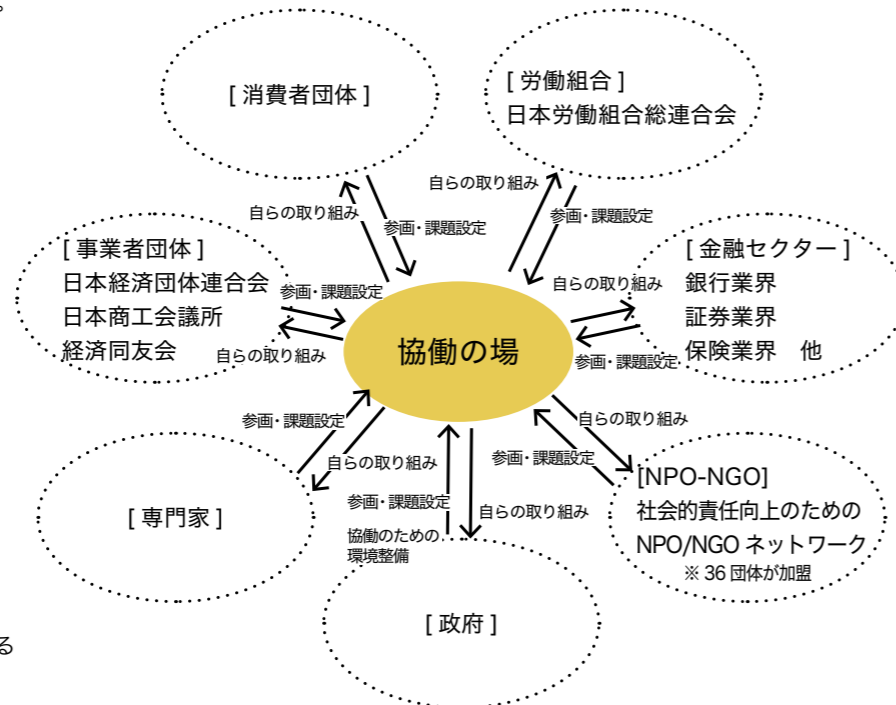 。
[ 消費者団体 ]
[ 労働組合 ]
日本労働組合総連合会
自らの取り組み
参画・課題設定
自らの取り組み
参画・課題設定
[ 事業者団体 ]
日本経済団体連合会
日本商工会議所
経済同友会
参画・課題設定
自らの取り組み
[ 金融セクター ]
銀行業界
証券業界
保険業界　他
自らの取り組み
参画・課題設定
協働の場
参画・課題設定
自らの取り組み
[ 専門家 ]
参画・課題設定
協働のための
環境整備
自らの取り組み
[ 政府 ]
自らの取り組み
参画・課題設定
[NPO-NGO]
社会的責任向上のための
NPO/NGO ネットワーク
※ 36 団体が加盟
る